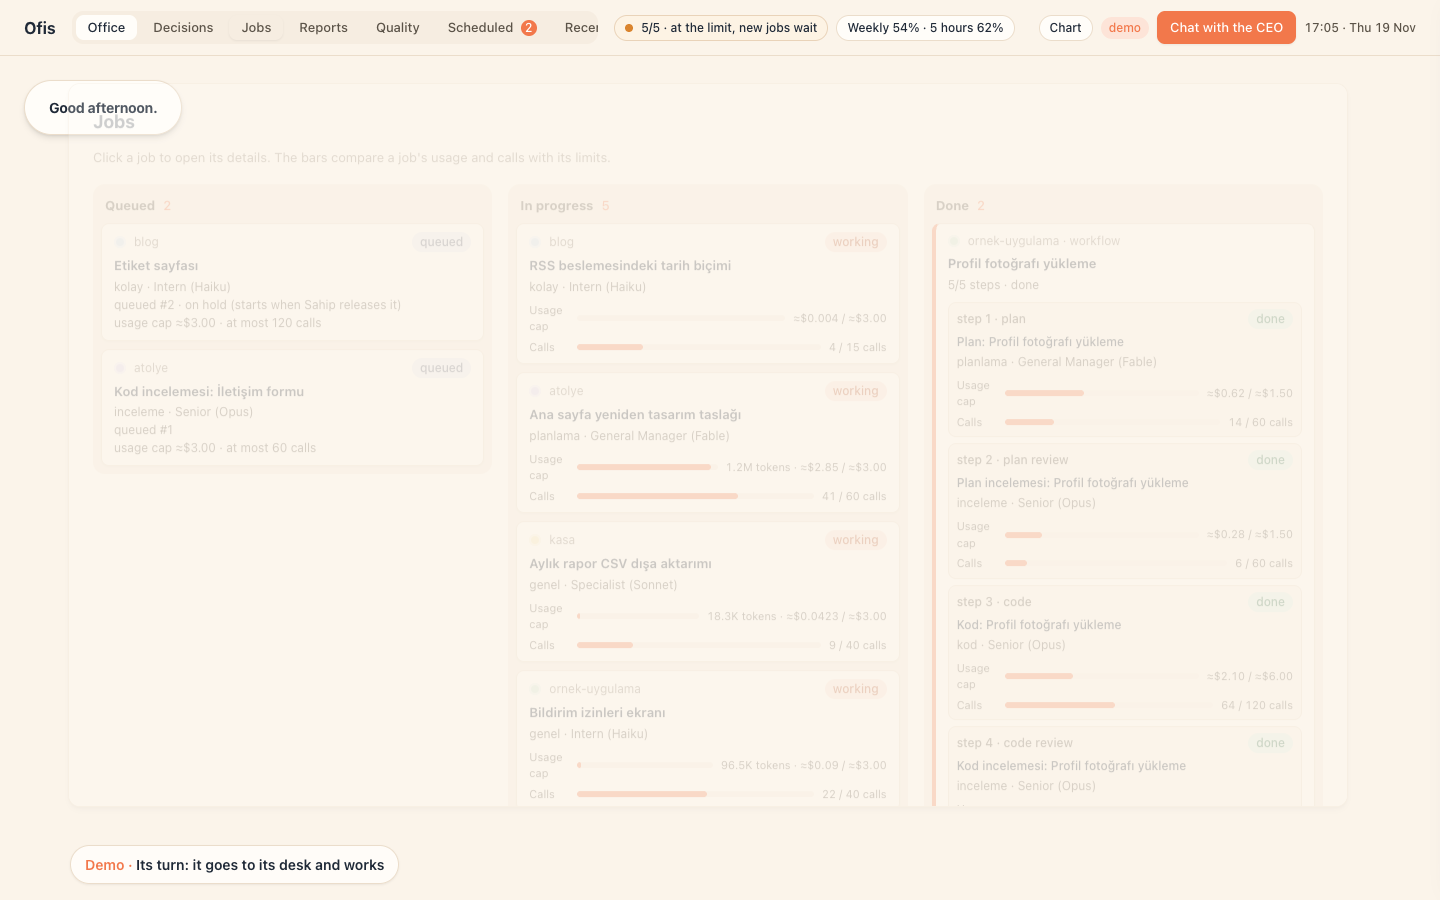 Ofis
Office Decisions Jobs Reports Quality Scheduled 2 Recer
5/5 · at the limit, new jobs wait
Weekly 54% · 5 hours 62%
Chart
demo
Chat with the CEO
17:05 · Thu 19 Nov
Good afternoon.
Jobs
Click a job to open its details. The bars compare a job's usage and calls with its limits.
Queued 2
blog queued
Etiket sayfası
kolay · Intern (Haiku)
queued #2 · on hold (starts when Sahip releases it)
usage cap ≈$3.00 · at most 120 calls
atolye queued
Kod incelemesi: İletişim formu
inceleme · Senior (Opus)
queued #1
usage cap ≈$3.00 · at most 60 calls
In progress 5
blog working
RSS beslemesindeki tarih biçimi
kolay · Intern (Haiku)
Usage cap ≈$0.004 / ≈$3.00
Calls 4 / 15 calls
atolye working
Ana sayfa yeniden tasarım taslağı
planlama · General Manager (Fable)
Usage cap 1.2M tokens · ≈$2.85 / ≈$3.00
Calls 41 / 60 calls
kasa working
Aylık rapor CSV dışa aktarımı
genel · Specialist (Sonnet)
Usage cap 18.3K tokens · ≈$0.0423 / ≈$3.00
Calls 9 / 40 calls
ornek-uygulama working
Bildirim izinleri ekranı
genel · Intern (Haiku)
Usage cap 96.5K tokens · ≈$0.09 / ≈$3.00
Calls 22 / 40 calls
Done 2
ornek-uygulama · workflow
Profil fotoğrafı yükleme
5/5 steps · done
step 1 · plan done
Plan: Profil fotoğrafı yükleme
planlama · General Manager (Fable)
Usage cap ≈$0.62 / ≈$1.50
Calls 14 / 60 calls
step 2 · plan review done
Plan incelemesi: Profil fotoğrafı yükleme
inceleme · Senior (Opus)
Usage cap ≈$0.28 / ≈$1.50
Calls 6 / 60 calls
step 3 · code done
Kod: Profil fotoğrafı yükleme
kod · Senior (Opus)
Usage cap ≈$2.10 / ≈$6.00
Calls 64 / 120 calls
step 4 · code review done
Kod incelemesi: Profil fotoğrafı yükleme
inceleme · Senior (Opus)
Demo · Its turn: it goes to its desk and works